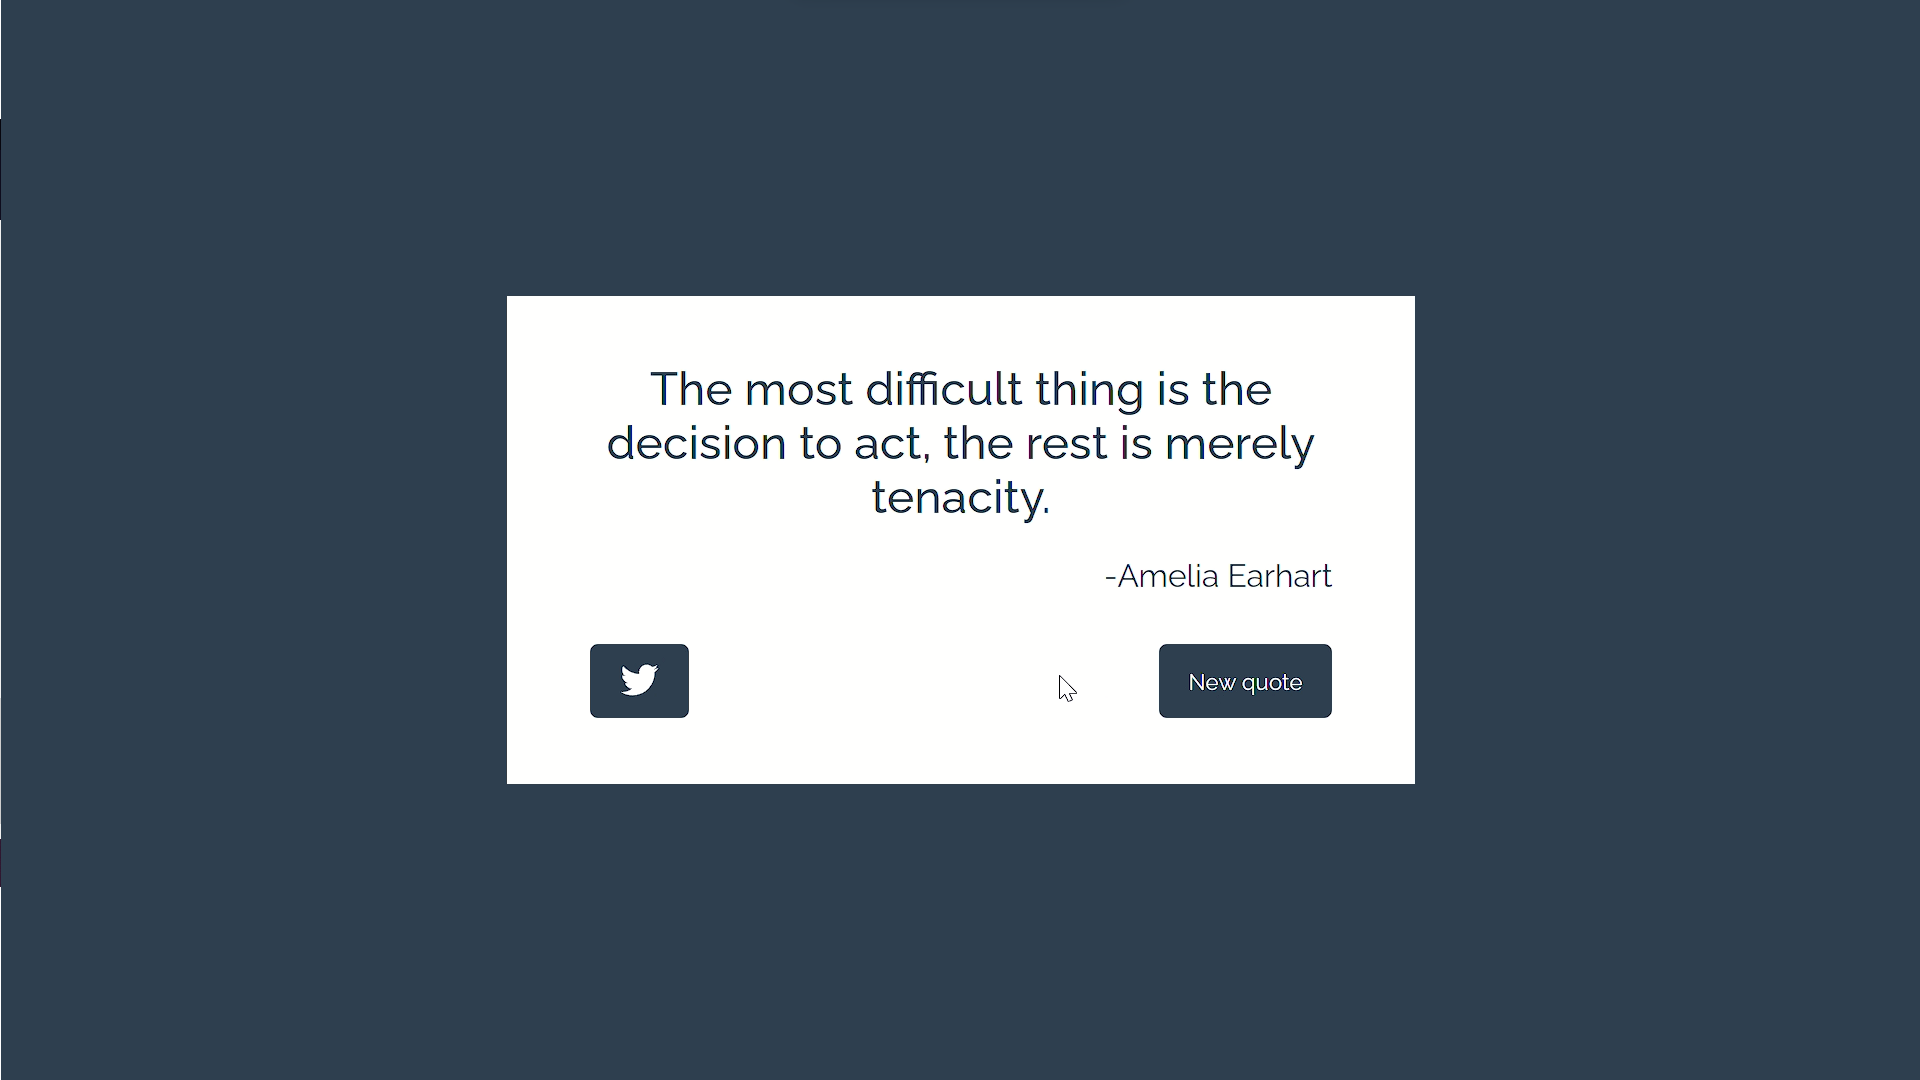 The most difficult thing is the
decision to act, the rest is merely
tenacity.
-Amelia Earhart
New quote